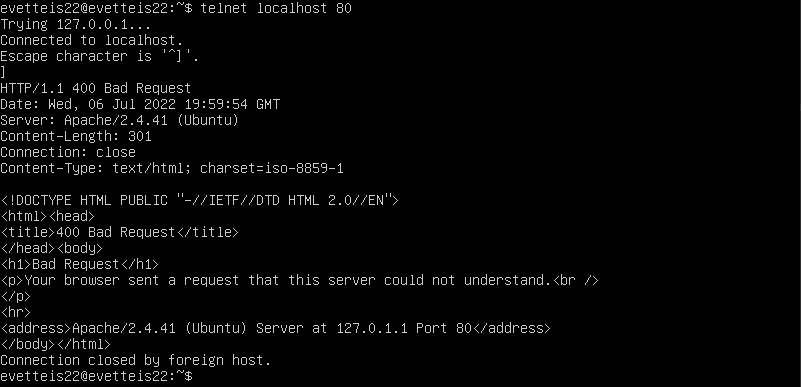 evetteis22@evetteis22:~$ telnet localhost 80
Trying 127.0.0.1...
Connected to localhost.
Escape character is '^]'.
]
HTTP/1.1 400 Bad Request
Date: Wed, 06 Jul 2022 19:59:54 GMT
Server: Apache/2.4.41 (Ubuntu)
Content-Length: 301
Connection: close
Content-Type: text/html; charset=iso-8859-1

<!DOCTYPE HTML PUBLIC "-//IETF//DTD HTML 2.0//EN">
<html><head>
<title>400 Bad Request</title>
</head><body>
<h1>Bad Request</h1>
<p>Your browser sent a request that this server could not understand.<br />
</p>
<hr>
<address>Apache/2.4.41 (Ubuntu) Server at 127.0.1.1 Port 80</address>
</body></html>
Connection closed by foreign host.
evetteis22@evetteis22:~$